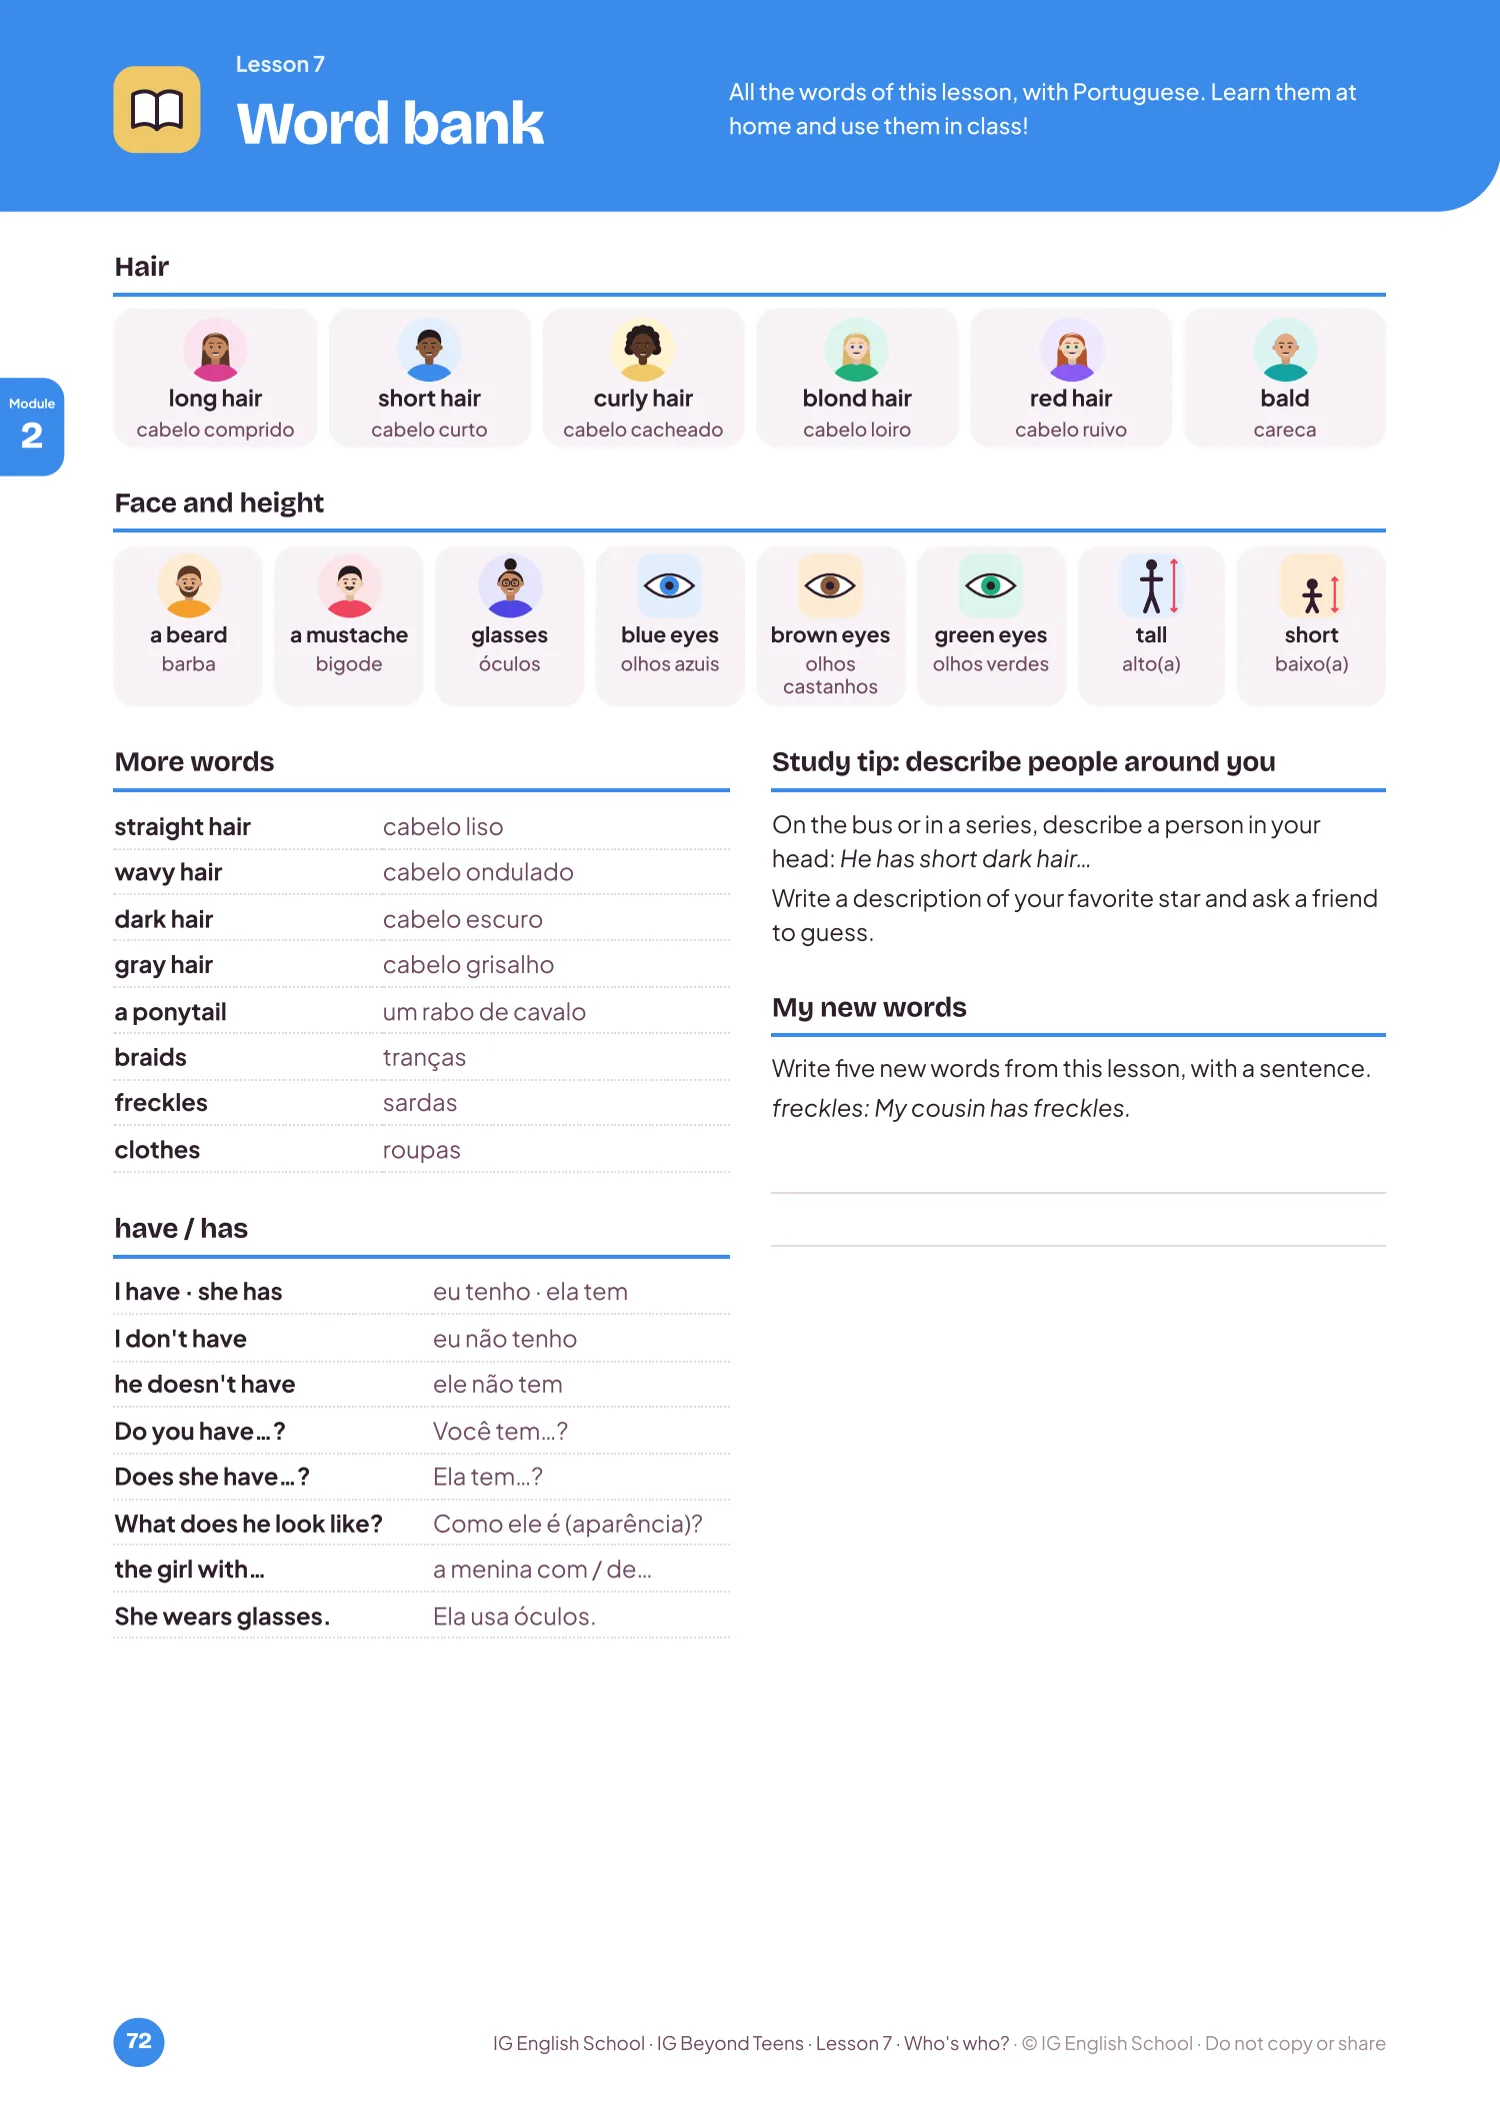 Lesson 7
Word bank
All the words of this lesson, with Portuguese. Learn them at
home and use them in class!
Module
2
Hair
long hair
cabelo comprido
short hair
cabelo curto
curly hair
cabelo cacheado
blond hair
cabelo loiro
red hair
cabelo ruivo
bald
careca
Face and height
a beard
barba
a mustache
bigode
glasses
óculos
blue eyes
olhos azuis
brown eyes
olhos
castanhos
green eyes
olhos verdes
tall
alto(a)
short
baixo(a)
More words
straight hair cabelo liso
wavy hair cabelo ondulado
dark hair cabelo escuro
gray hair cabelo grisalho
a ponytail um rabo de cavalo
braids tranças
freckles sardas
clothes roupas
have / has
I have · she has eu tenho · ela tem
I don't have eu não tenho
he doesn't have ele não tem
Do you have…? Você tem…?
Does she have…? Ela tem…?
What does he look like? Como ele é (aparência)?
the girl with… a menina com / de…
She wears glasses. Ela usa óculos.
Study tip: describe people around you
On the bus or in a series, describe a person in your
head: He has short dark hair…
Write a description of your favorite star and ask a friend
to guess.
My new words
Write five new words from this lesson, with a sentence.
freckles: My cousin has freckles.
72
IG English School · IG Beyond Teens · Lesson 7 · Who's who? · © IG English School · Do not copy or share